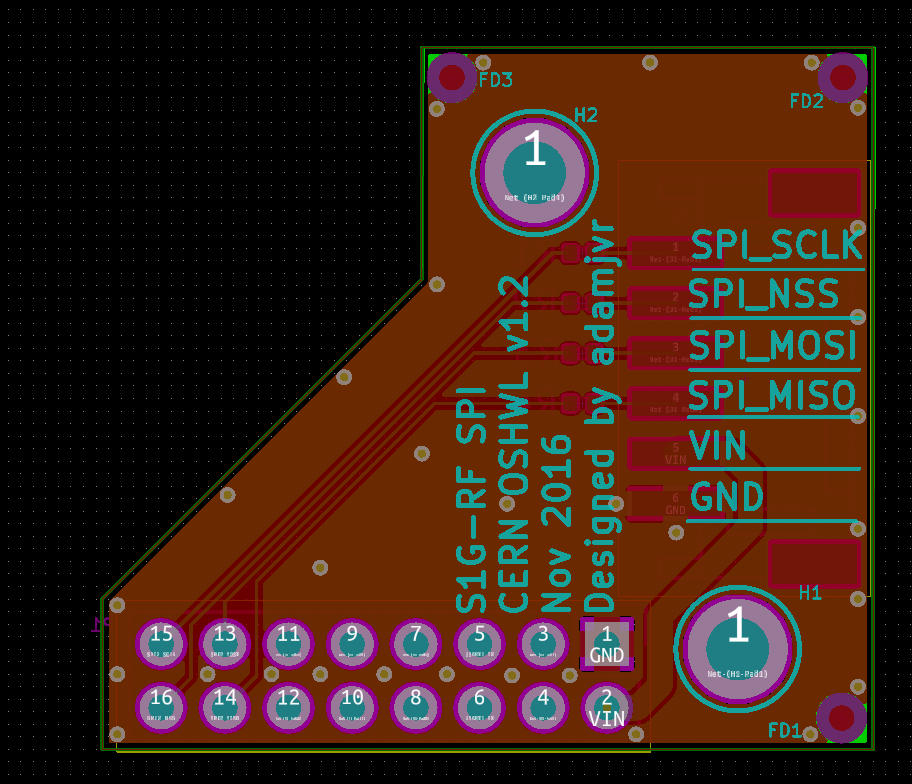 FD3
FD2
H2
1
Net (H2 Pad1)
SPI_SCLK
1
SPI_NSS
2
SPI_MOSI
3
SPI_MISO
4
VIN
5
VIN
GND
6
GND
S1G-RF SPI
CERN OSHWL v1.2
Nov 2016
Designed by adamjvr
H1
1
Net-(H1-Pad1)
15 13 11 9 7 5 3 1
GND
16 14 12 10 8 6 4 2
VIN
FD1